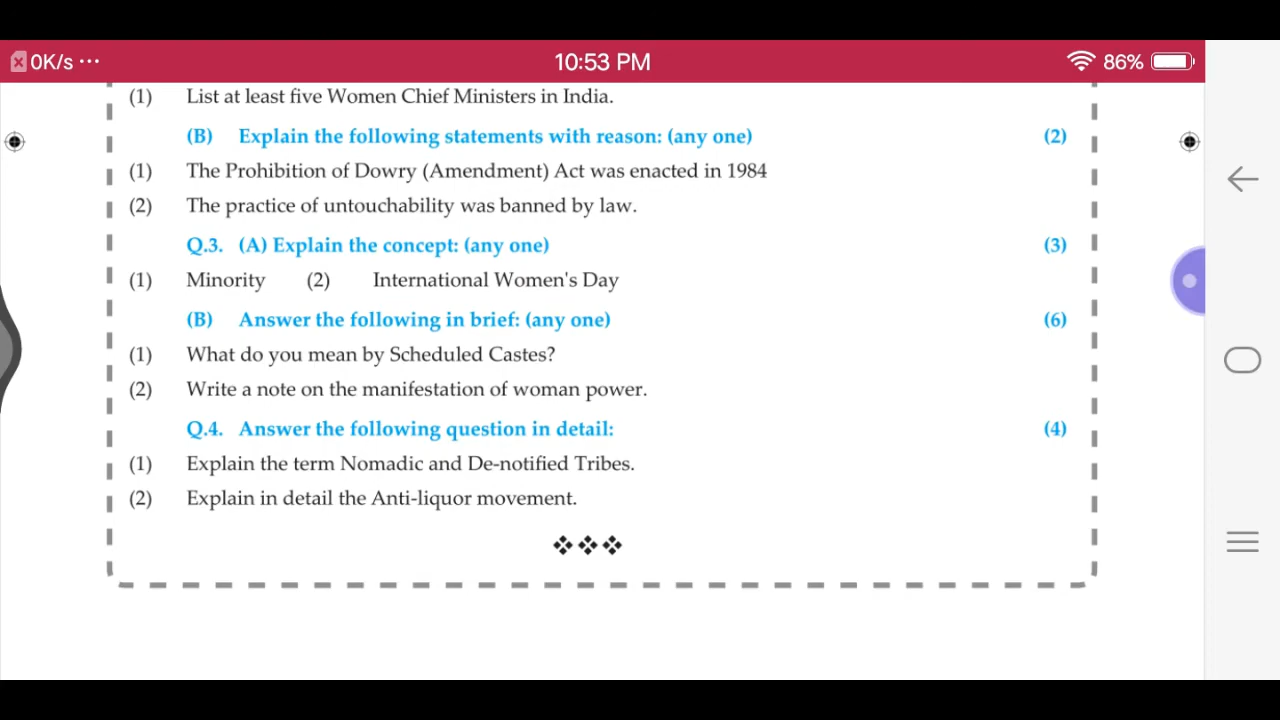 0K/s ... 10:53 PM 86%
(1) List at least five Women Chief Ministers in India.
(B) Explain the following statements with reason: (any one) (2)
(1) The Prohibition of Dowry (Amendment) Act was enacted in 1984
(2) The practice of untouchability was banned by law.
Q.3. (A) Explain the concept: (any one) (3)
(1) Minority (2) International Women's Day
(B) Answer the following in brief: (any one) (6)
(1) What do you mean by Scheduled Castes?
(2) Write a note on the manifestation of woman power.
Q.4. Answer the following question in detail: (4)
(1) Explain the term Nomadic and De-notified Tribes.
(2) Explain in detail the Anti-liquor movement.